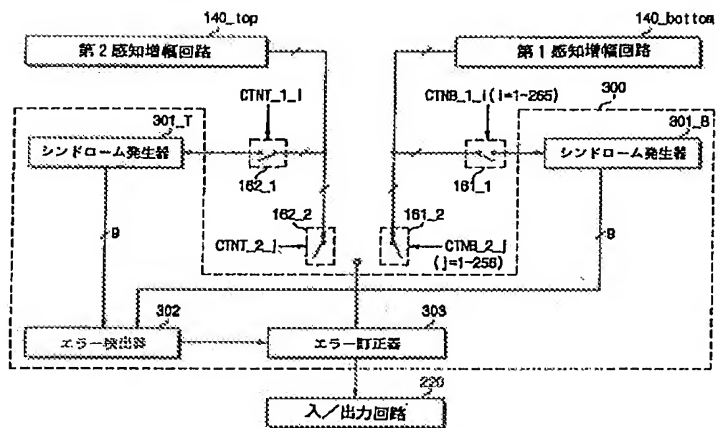 140_top
140_bottom
第2感知増幅回路
第1感知増幅回路
CTNT_1_i
CTNB_1_i(i=1-265)
300
301_T
301_B
シンドローム発生器
シンドローム発生器
162_1
161_1
162_2
161_2
CTNT_2_j
CTNB_2_j
(j=1-256)
9
9
302
303
エラー検出器
エラー訂正器
220
入/出力回路